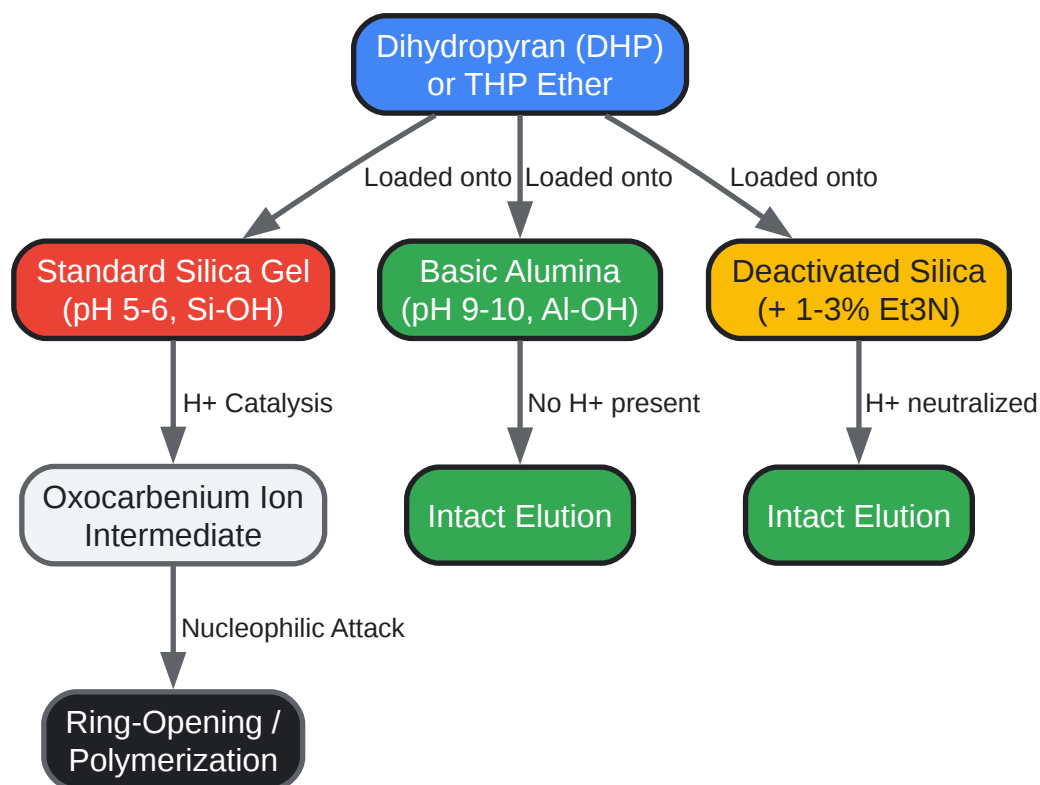 Dihydropyran (DHP)
or THP Ether
Loaded onto
Loaded onto
Loaded onto
Standard Silica Gel
(pH 5-6, Si-OH)
Basic Alumina
(pH 9-10, Al-OH)
Deactivated Silica
(+ 1-3% Et3N)
H+ Catalysis
No H+ present
H+ neutralized
Oxocarbenium Ion
Intermediate
Intact Elution
Intact Elution
Nucleophilic Attack
Ring-Opening /
Polymerization